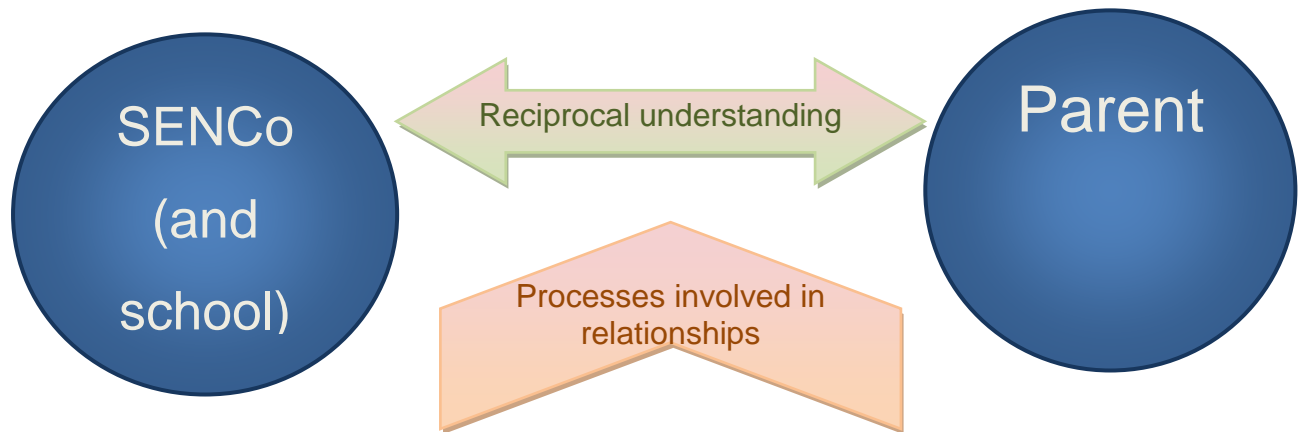 SENCo
(and
school)
Reciprocal understanding
Parent
Processes involved in
relationships